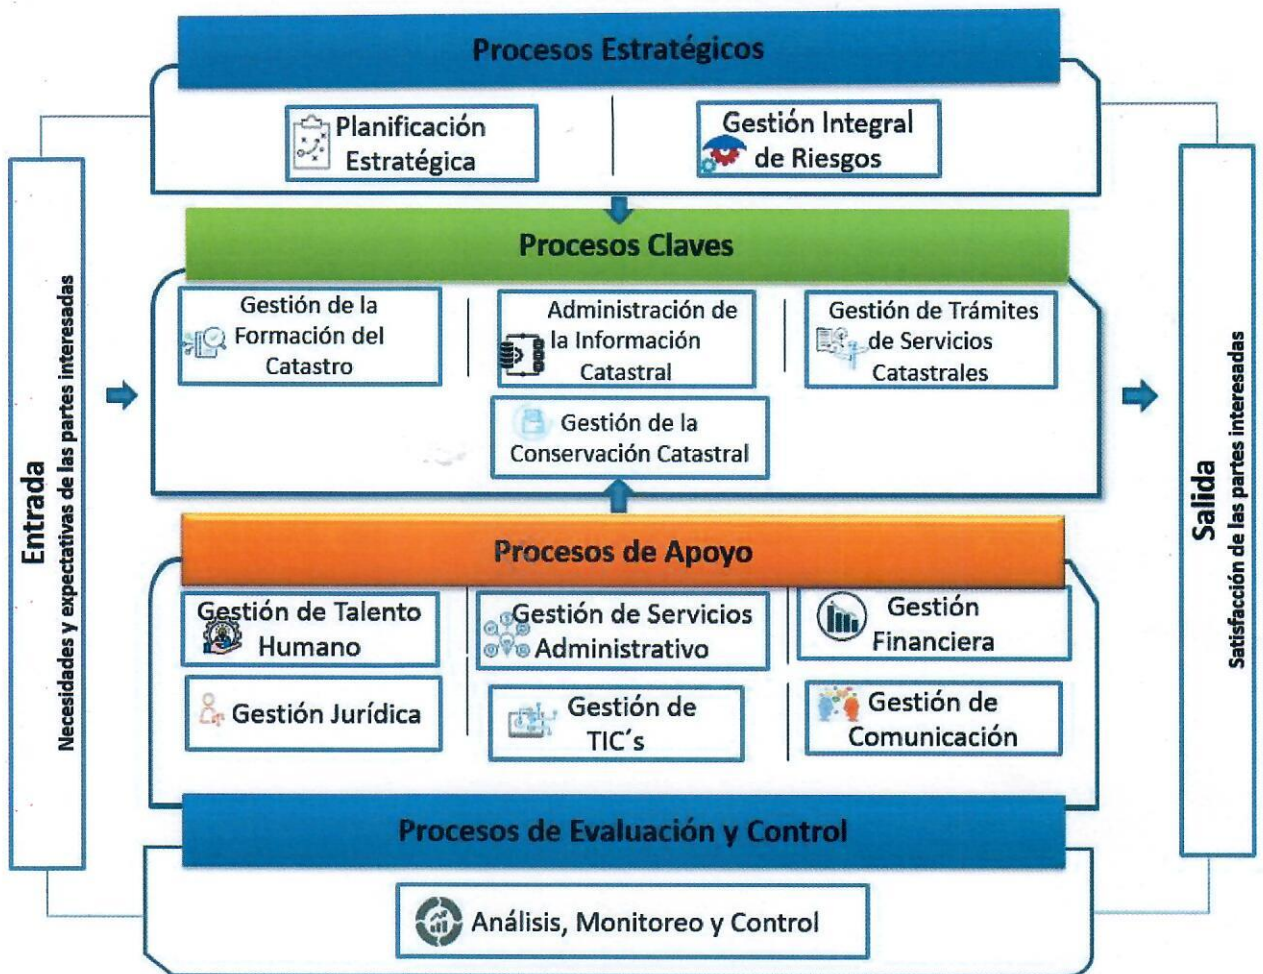 Procesos Estratégicos
Planificación
Estratégica
Gestión Integral
de Riesgos
Entrada
Necesidades y expectativas de las partes interesadas
Procesos Claves
Gestión de la
Formación del
Catastro
Administración de
la Información
Catastral
Gestión de Trámites
de Servicios
Catastrales
Gestión de la
Conservación Catastral
Procesos de Apoyo
Gestión de Talento
Humano
Gestión de Servicios
Administrativo
Gestión
Financiera
Gestión Jurídica
Gestión de
TIC´s
Gestión de
Comunicación
Procesos de Evaluación y Control
Análisis, Monitoreo y Control
Salida
Satisfacción de las partes interesadas